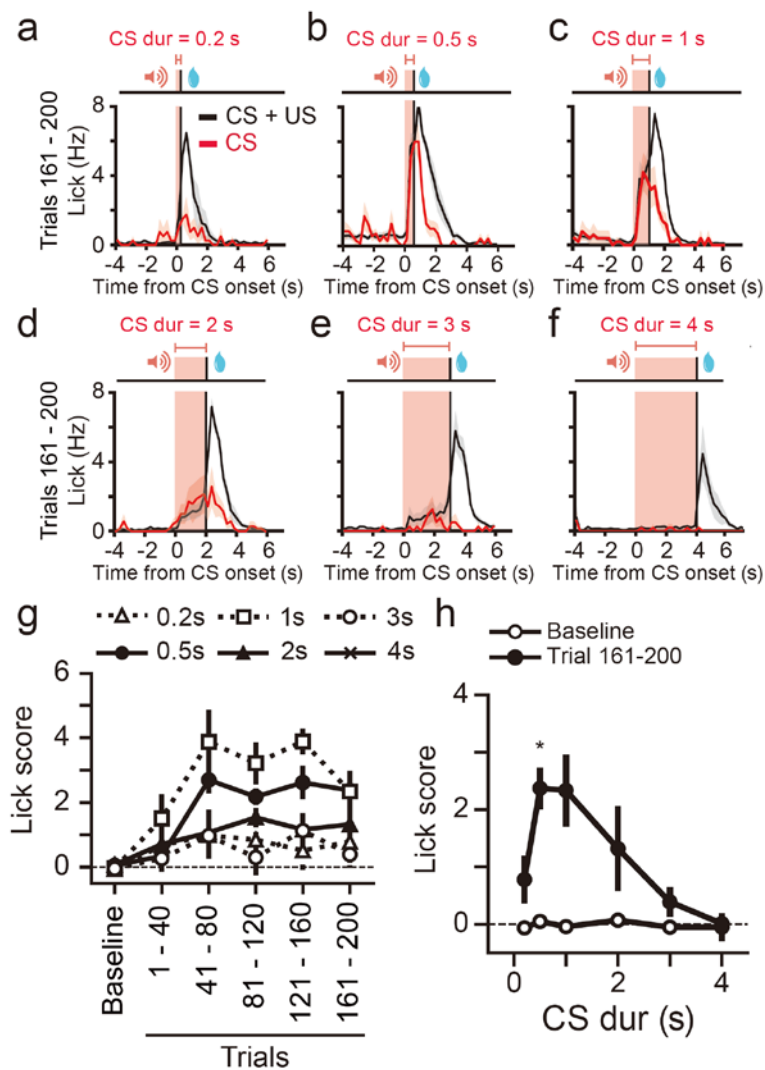 a
CS dur = 0.2 s
b
CS dur = 0.5 s
c
CS dur = 1 s
Trials 161 - 200
Lick (Hz)
8
4
0
CS + US
CS
-4 -2 0 2 4 6
Time from CS onset (s)
-4 -2 0 2 4 6
Time from CS onset (s)
-4 -2 0 2 4 6
Time from CS onset (s)
d
CS dur = 2 s
e
CS dur = 3 s
f
CS dur = 4 s
Trials 161 - 200
Lick (Hz)
8
4
0
-4 -2 0 2 4 6
Time from CS onset (s)
-4 -2 0 2 4 6
Time from CS onset (s)
-4 -2 0 2 4 6
Time from CS onset (s)
g
0.2s 1s 3s
0.5s 2s 4s
Lick score
6
4
2
0
Baseline
1 - 40
41 - 80
81 - 120
121 - 160
161 - 200
Trials
h
Baseline
Trial 161-200
Lick score
4
2
0
*
0 2 4
CS dur (s)